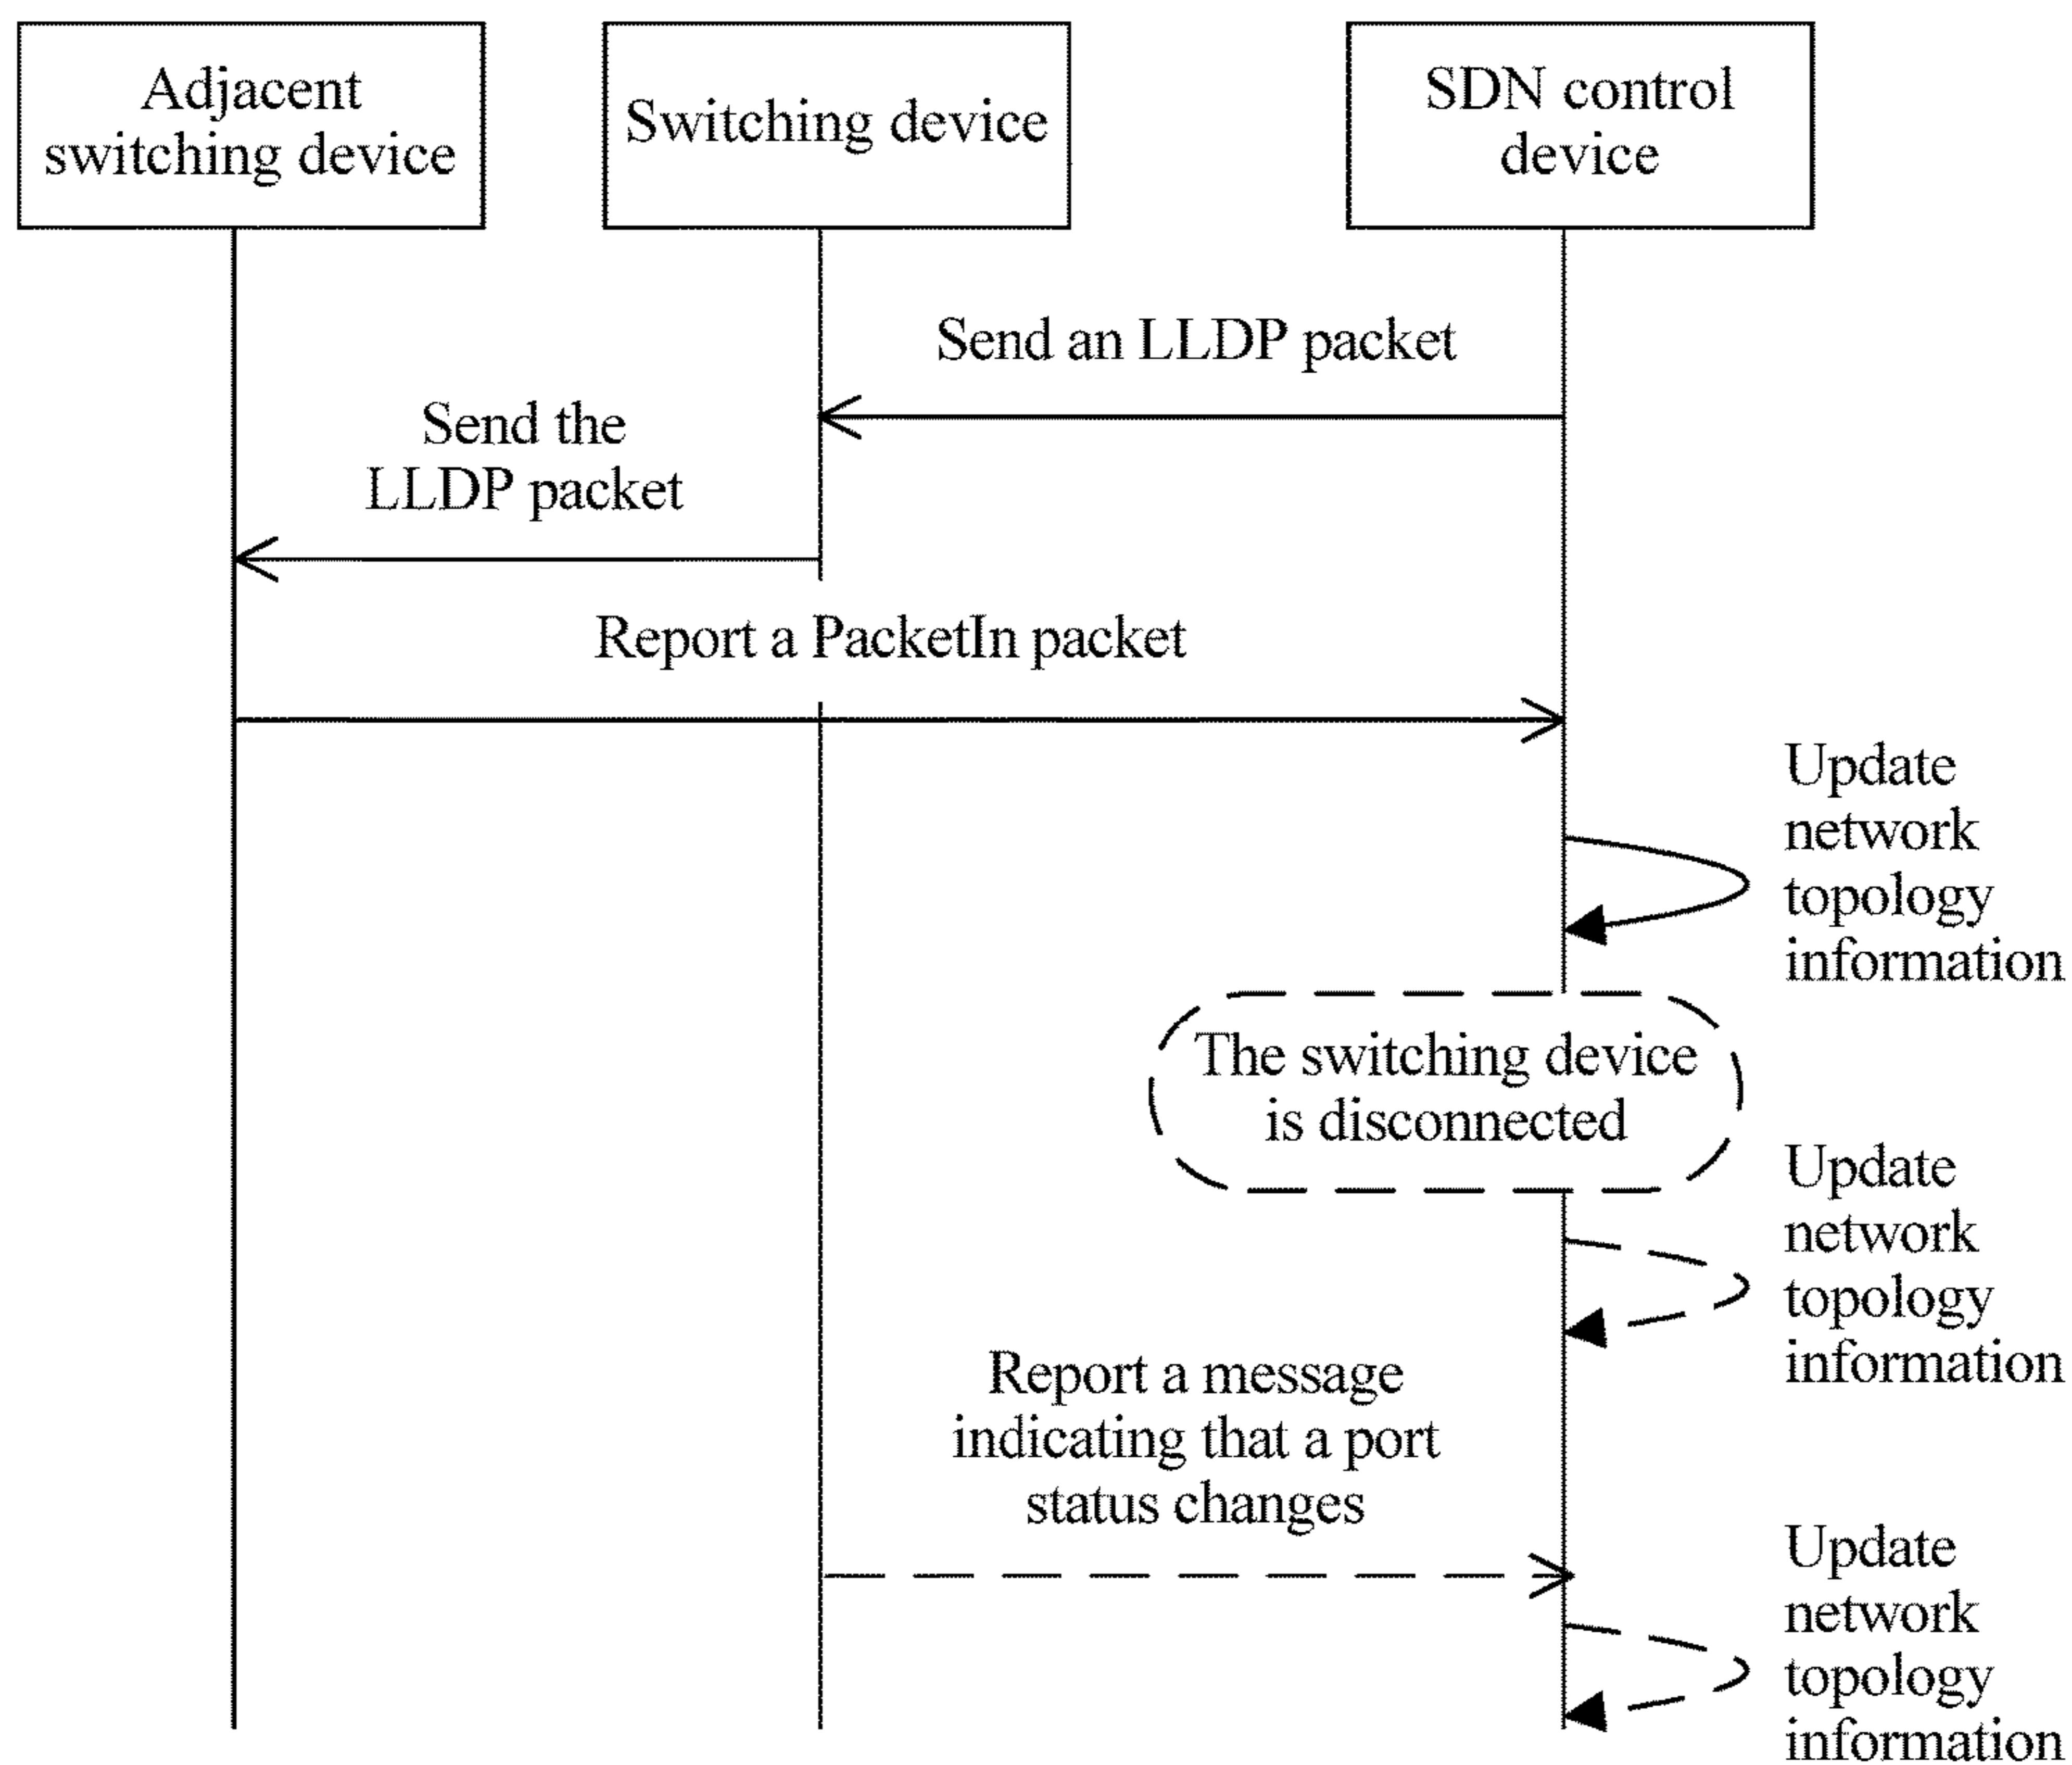 Adjacent
switching device
Switching device
SDN control
device
Send an LLDP packet
Send the
LLDP packet
Report a PacketIn packet
Update
network
topology
information
The switching device
is disconnected
Update
network
topology
information
Report a message
indicating that a port
status changes
Update
network
topology
information